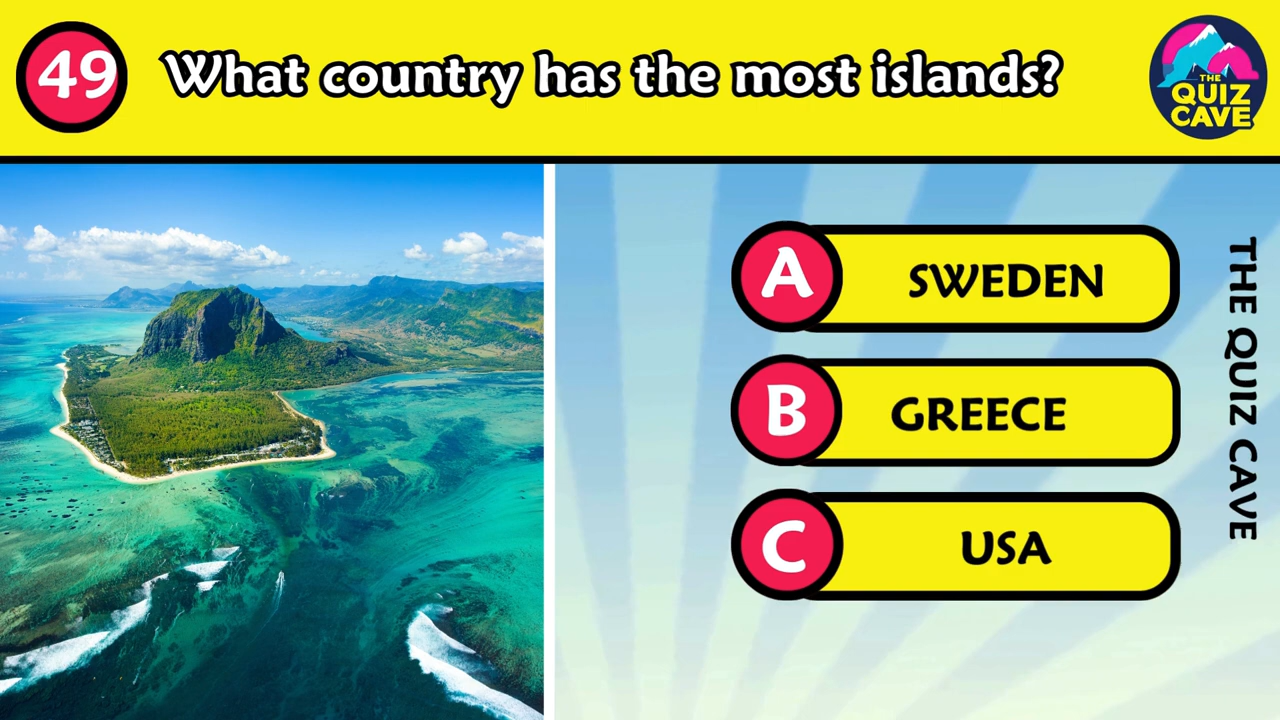 49
What country has the most islands?
THE
QUIZ
CAVE
A
SWEDEN
B
GREECE
C
USA
THE QUIZ CAVE